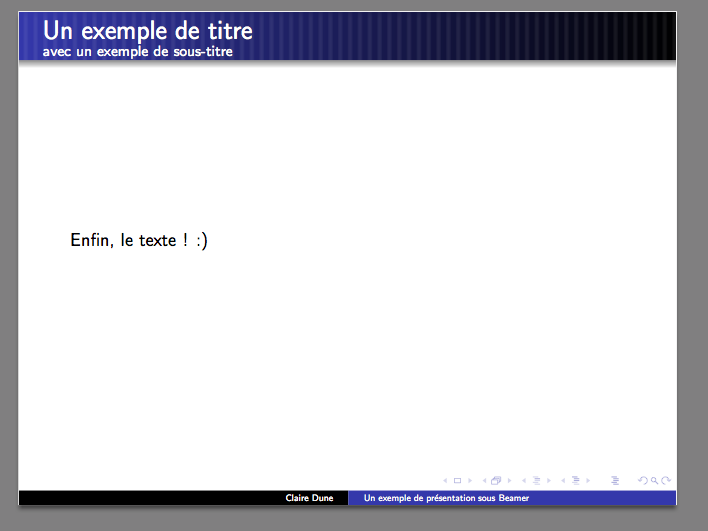 Un exemple de titre
avec un exemple de sous-titre
Enfin, le texte ! :)
Claire Dune
Un exemple de présentation sous Beamer